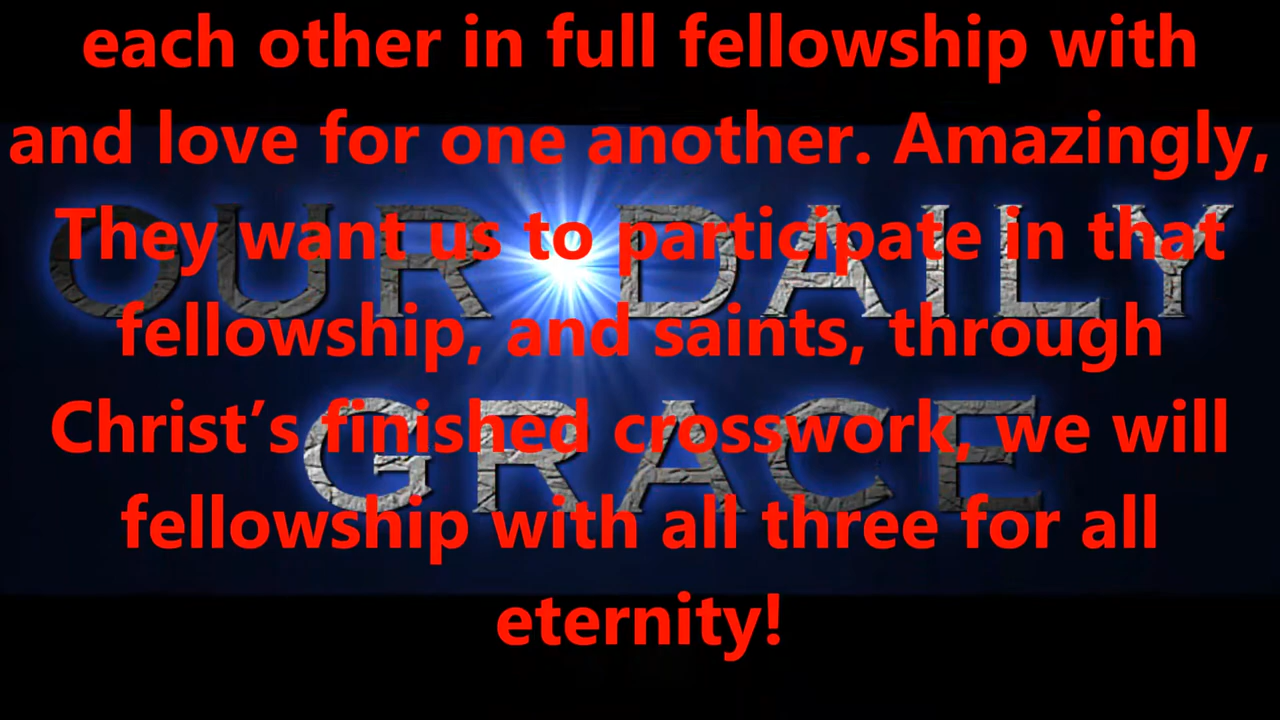 each other in full fellowship with
and love for one another. Amazingly,
They want us to participate in that
fellowship, and saints, through
Christ’s finished crosswork, we will
fellowship with all three for all
eternity!
OUR DAILY
GRACE